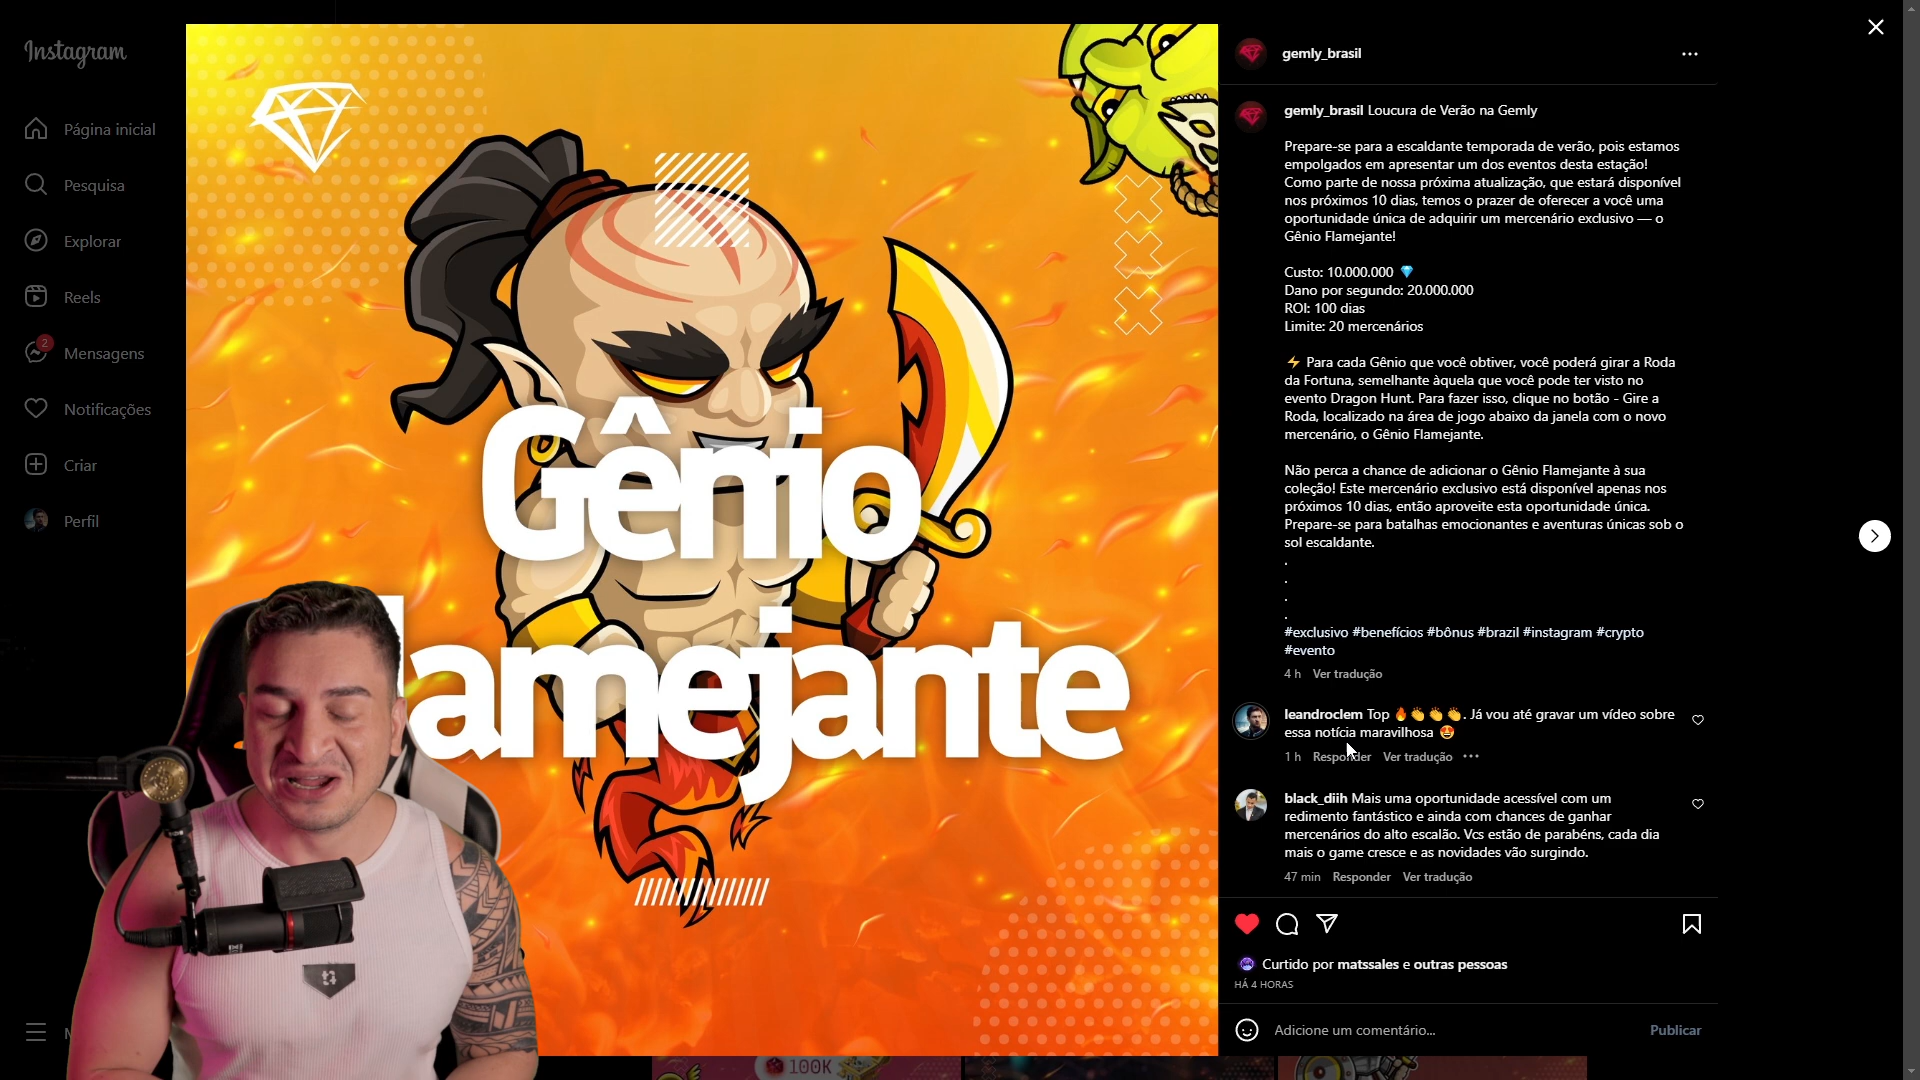 Instagram
Página inicial
Pesquisa
Explorar
Reels
2
Mensagens
Notificações
Criar
Perfil
Gênio
lamejante
gemly_brasil
gemly_brasil Loucura de Verão na Gemly
Prepare-se para a escaldante temporada de verão, pois estamos
empolgados em apresentar um dos eventos desta estação!
Como parte de nossa próxima atualização, que estará disponível
nos próximos 10 dias, temos o prazer de oferecer a você uma
oportunidade única de adquirir um mercenário exclusivo — o
Gênio Flamejante!
Custo: 10.000.000 💎
Dano por segundo: 20.000.000
ROI: 100 dias
Limite: 20 mercenários
⚡ Para cada Gênio que você obtiver, você poderá girar a Roda
da Fortuna, semelhante àquela que você pode ter visto no
evento Dragon Hunt. Para fazer isso, clique no botão - Gire a
Roda, localizado na área de jogo abaixo da janela com o novo
mercenário, o Gênio Flamejante.
Não perca a chance de adicionar o Gênio Flamejante à sua
coleção! Este mercenário exclusivo está disponível apenas nos
próximos 10 dias, então aproveite esta oportunidade única.
Prepare-se para batalhas emocionantes e aventuras únicas sob o
sol escaldante.
.
.
.
.
#exclusivo #benefícios #bônus #brazil #instagram #crypto
#evento
4 h Ver tradução
leandroclem Top 🔥👏👏👏. Já vou até gravar um vídeo sobre
essa notícia maravilhosa 🤩
1 h Responder Ver tradução
black_diih Mais uma oportunidade acessível com um
redimento fantástico e ainda com chances de ganhar
mercenários do alto escalão. Vcs estão de parabéns, cada dia
mais o game cresce e as novidades vão surgindo.
47 min Responder Ver tradução
Curtido por matssales e outras pessoas
HÁ 4 HORAS
Adicione um comentário...
Publicar
100K